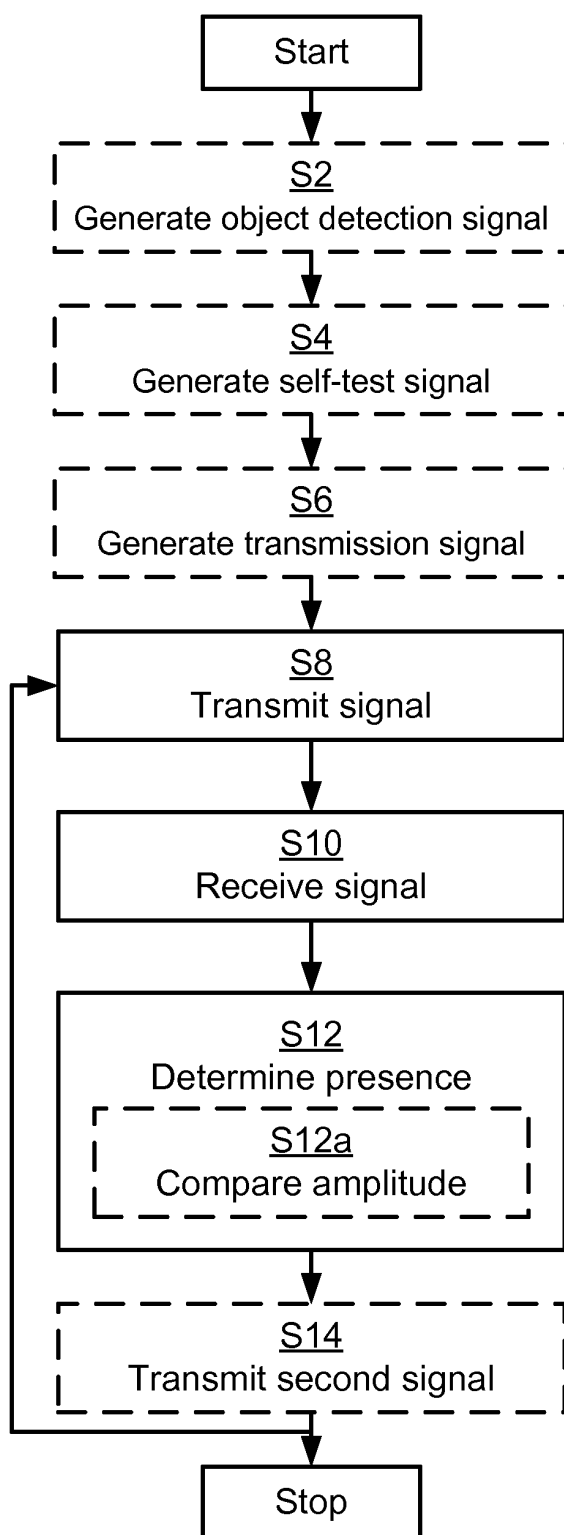 Start
S2
Generate object detection signal
S4
Generate self-test signal
S6
Generate transmission signal
S8
Transmit signal
S10
Receive signal
S12
Determine presence
S12a
Compare amplitude
S14
Transmit second signal
Stop